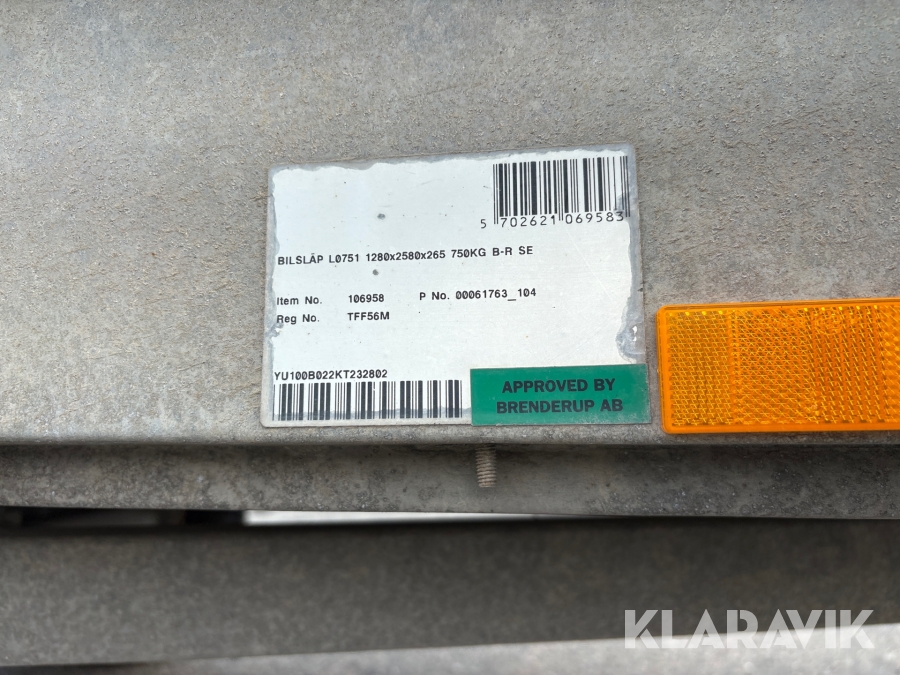 5 702621 069583
BILSLÄP L0751 1280x2580x265 750KG B-R SE
Item No. 106958 P No. 00061763_104
Reg No. TFF56M
YU100B022KT232802
APPROVED BY
BRENDERUP AB
KLARAVIK